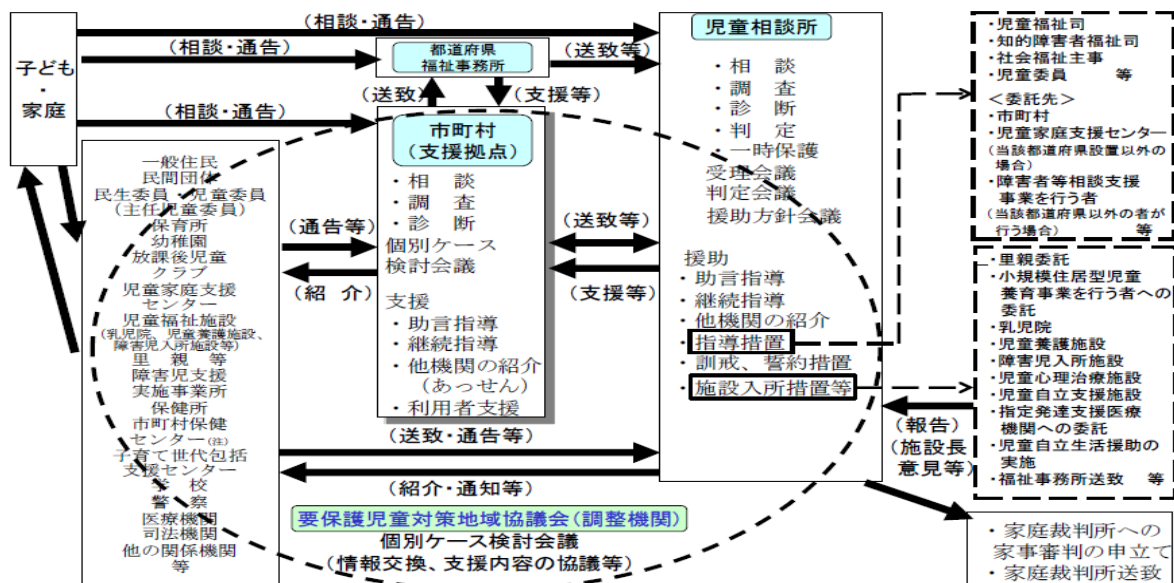 子ども
・
家庭
(相談・通告)
(相談・通告)
(相談・通告)
都道府県
福祉事務所
(送致等)
(送致)
(支援等)
市町村
(支援拠点)
・相　談
・調　査
・診　断
個別ケース
検討会議
支援
・助言指導
・継続指導
・他機関の紹介
(あっせん)
・利用者支援
一般住民
民間団体
民生委員・児童委員
(主任児童委員)
保育所
幼稚園
放課後児童
クラブ
児童家庭支援
センター
児童福祉施設
(乳児院、児童養護施設、
障害児入所施設等)
里　親　等
障害児支援
実施事業所
保健所
市町村保健
センター(注)
子育て世代包括
支援センター
学　校
警　察
医療機関
司法機関
他の関係機関
等
(通告等)
(紹 介)
(送致等)
(支援等)
(送致・通告等)
(紹介・通知等)
要保護児童対策地域協議会(調整機関)
個別ケース検討会議
(情報交換、支援内容の協議等)
児童相談所
・相　談
・調　査
・診　断
・判　定
・一時保護
受理会議
判定会議
援助方針会議
援助
・助言指導
・継続指導
・他機関の紹介
・指導措置
・訓戒、誓約措置
・施設入所措置等
・児童福祉司
・知的障害者福祉司
・社会福祉主事
・児童委員　　等
＜委託先＞
・市町村
・児童家庭支援センター
(当該都道府県設置以外の
場合)
・障害者等相談支援
事業を行う者
(当該都道府県以外の者が
行う場合)　　等
・里親委託
・小規模住居型児童
養育事業を行う者への
委託
・乳児院
・児童養護施設
・障害児入所施設
・児童心理治療施設
・児童自立支援施設
・指定発達支援医療
機関への委託
・児童自立生活援助の
実施
・福祉事務所送致　等
(報告)
(施設長
意見等)
・家庭裁判所への
家事審判の申立て
・家庭裁判所送致